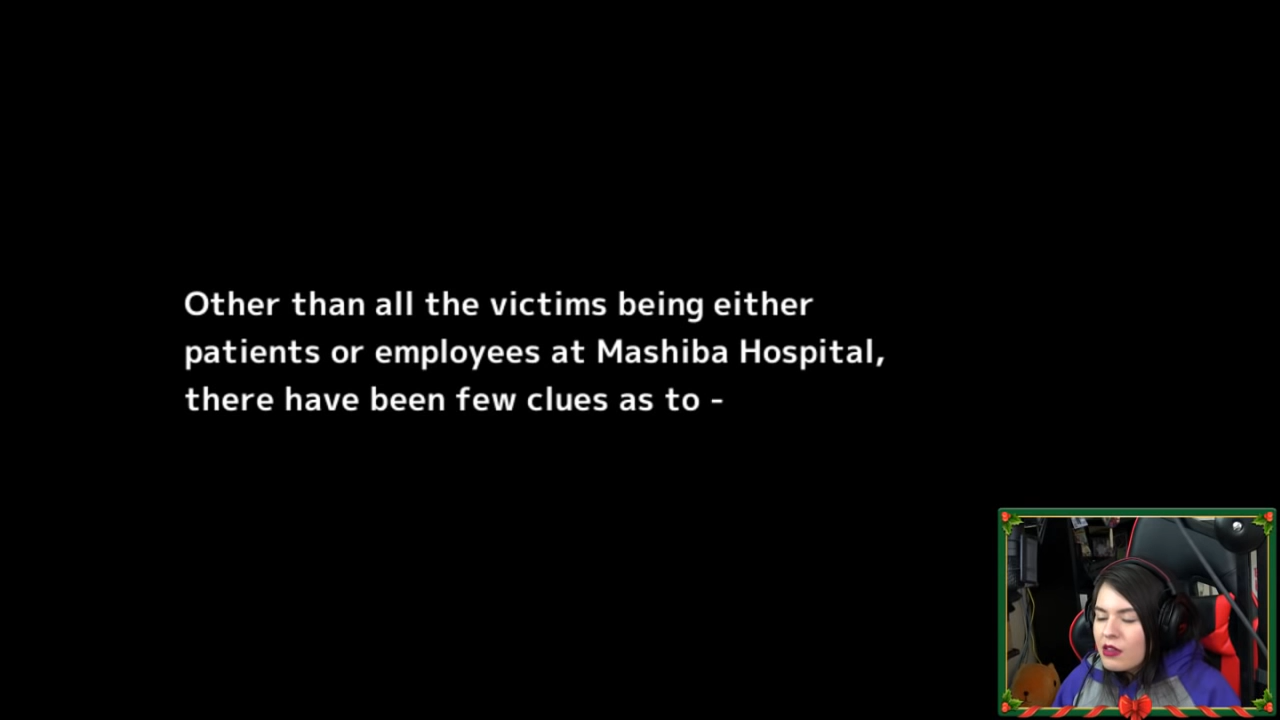 Other than all the victims being either
patients or employees at Mashiba Hospital,
there have been few clues as to -